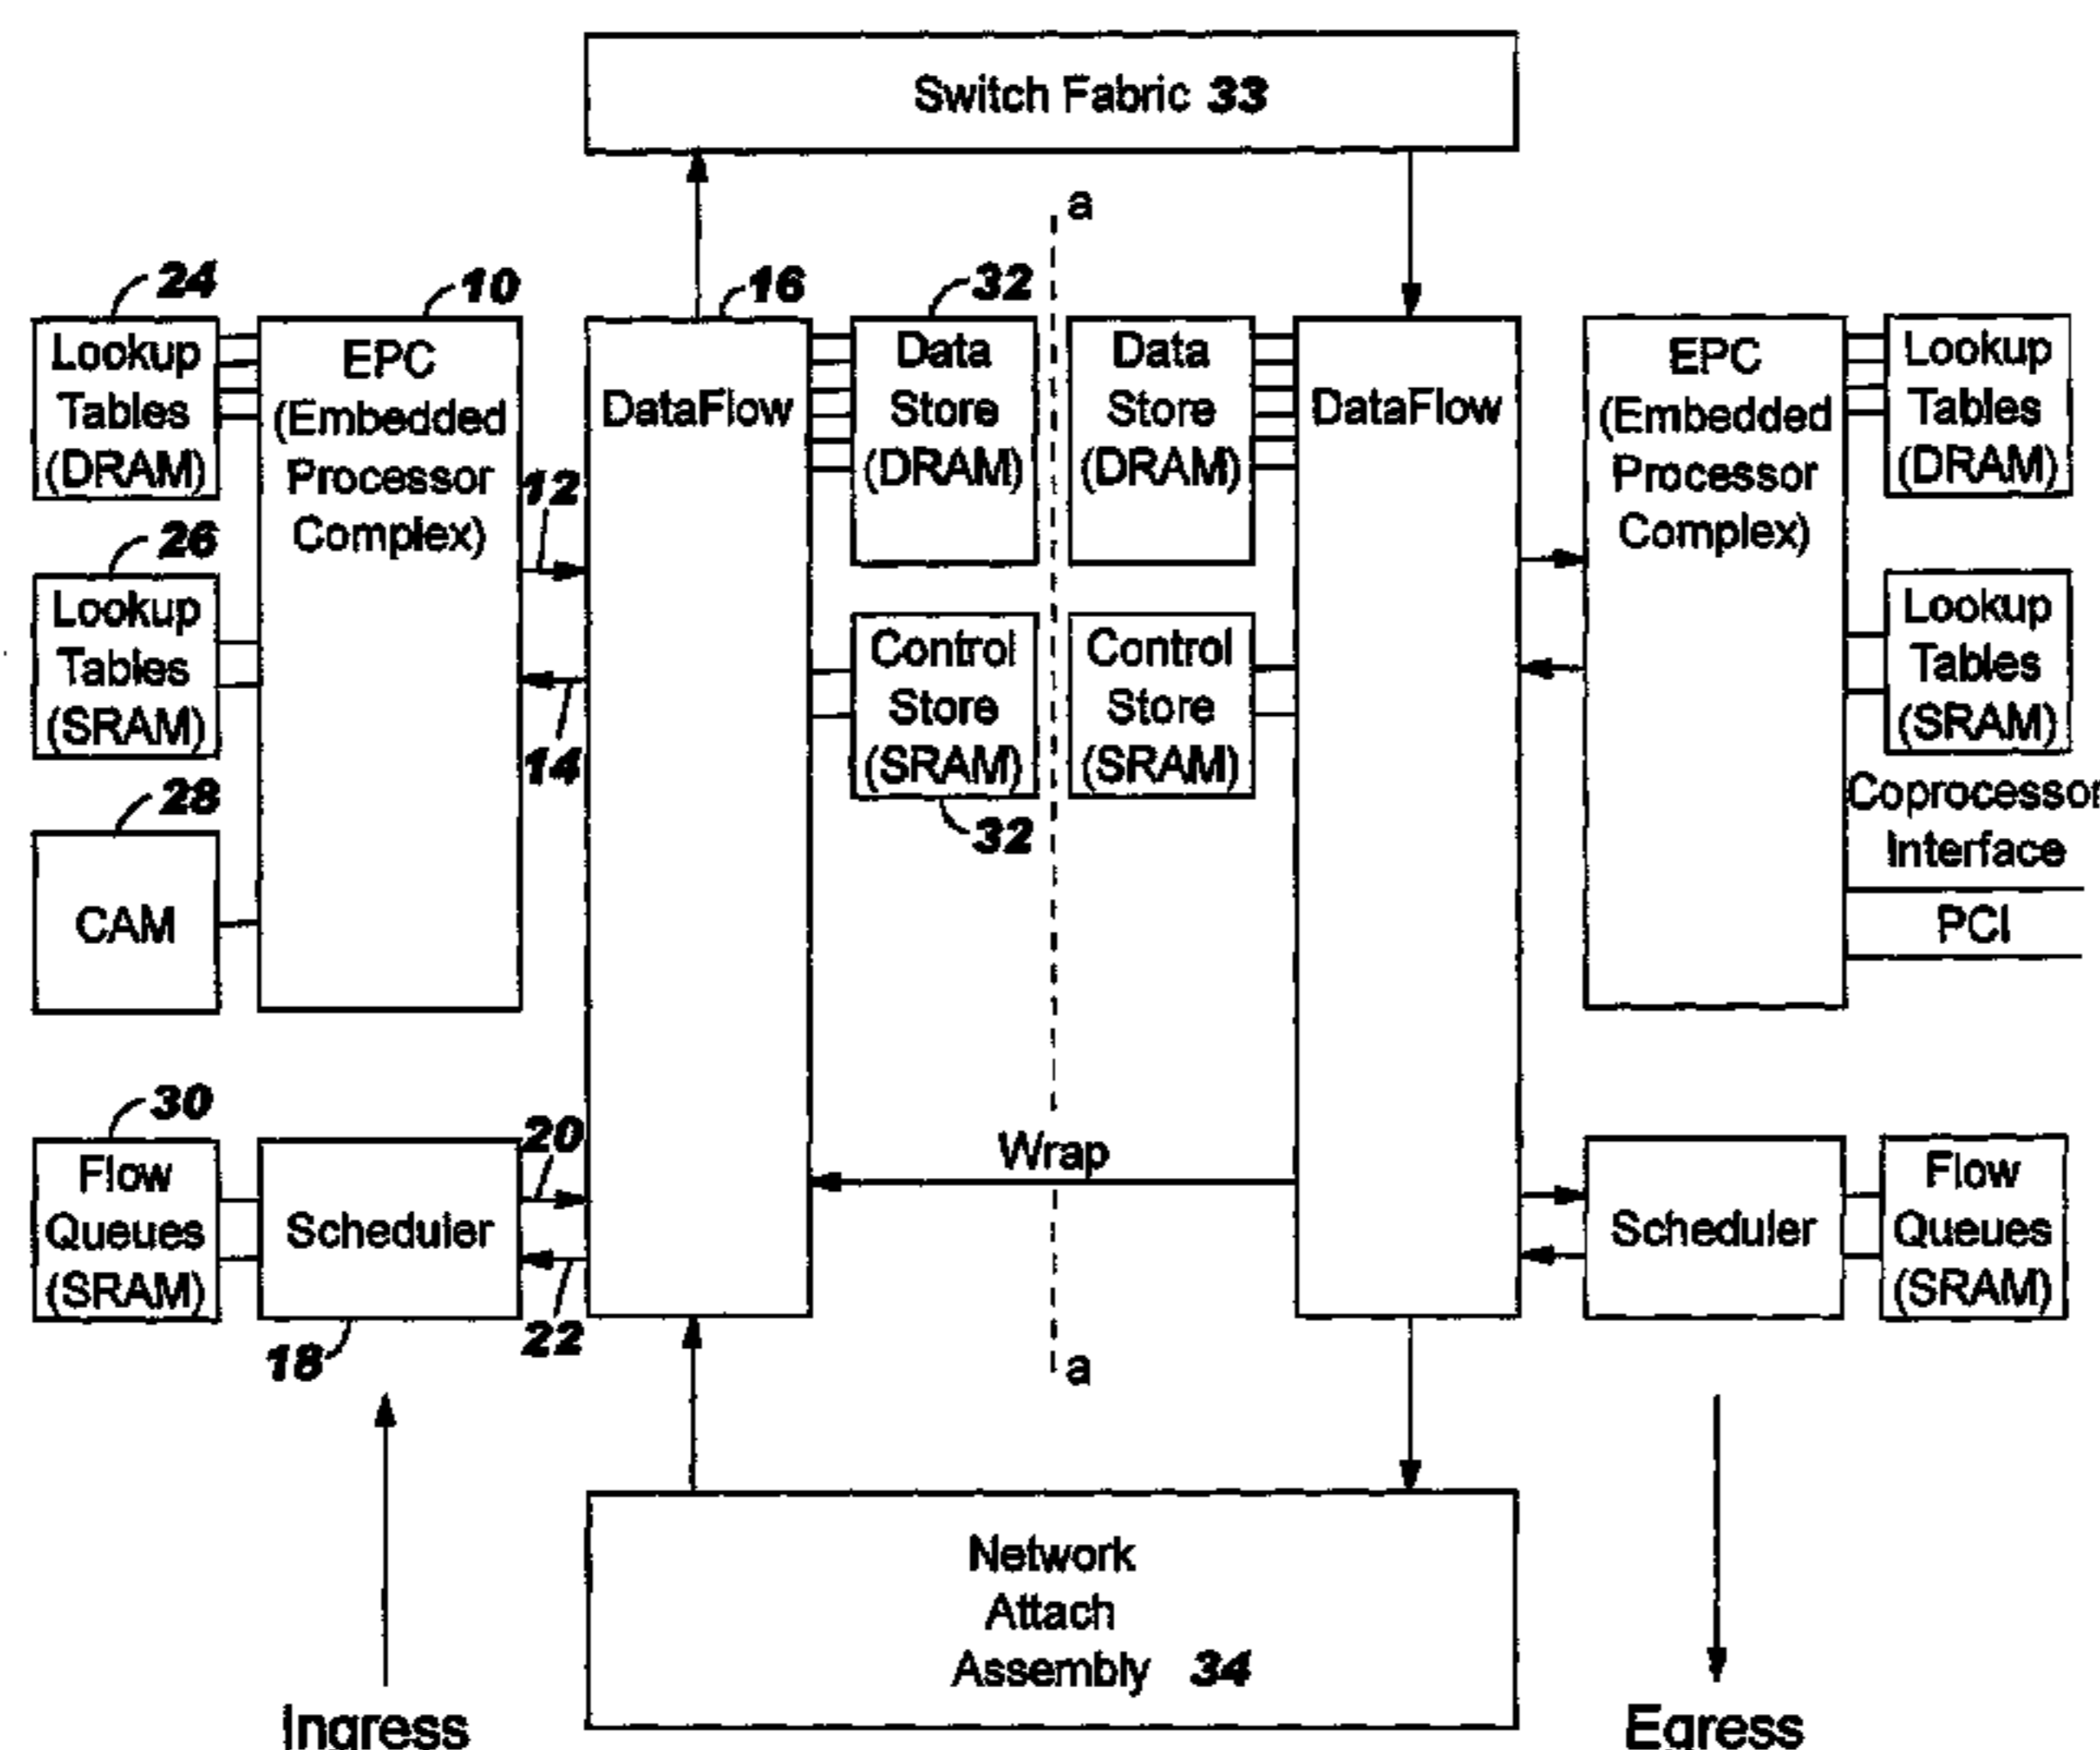 Switch Fabric 33
a
24
10
16
32
Lookup
Tables
(DRAM)
EPC
(Embedded
Processor
Complex)
DataFlow
Data
Store
(DRAM)
Data
Store
(DRAM)
DataFlow
EPC
(Embedded
Processor
Complex)
Lookup
Tables
(DRAM)
12
26
Lookup
Tables
(SRAM)
14
Control
Store
(SRAM)
Control
Store
(SRAM)
Lookup
Tables
(SRAM)
32
28
CAM
Coprocessor
Interface
PCI
30
Flow
Queues
(SRAM)
Scheduler
20
22
18
Wrap
Scheduler
Flow
Queues
(SRAM)
a
Network
Attach
Assembly 34
Ingress
Egress